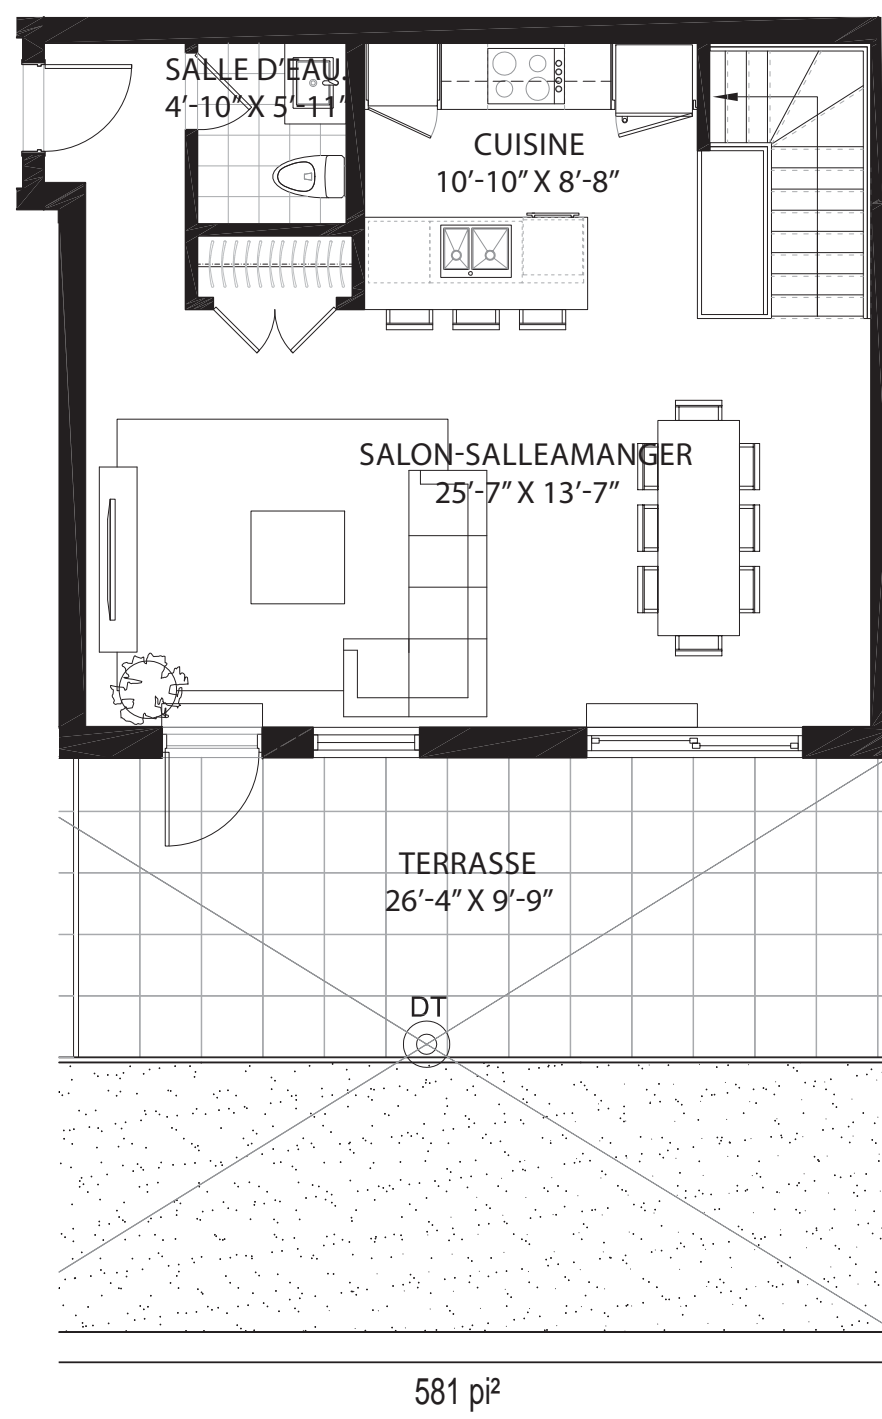 SALLE D’EAU.
4’-10” X 5’-11”
CUISINE
10’-10” X 8’-8”
SALON-SALLEAMANGER
25’-7” X 13’-7”
TERRASSE
26’-4” X 9’-9”
DT
581 pi²